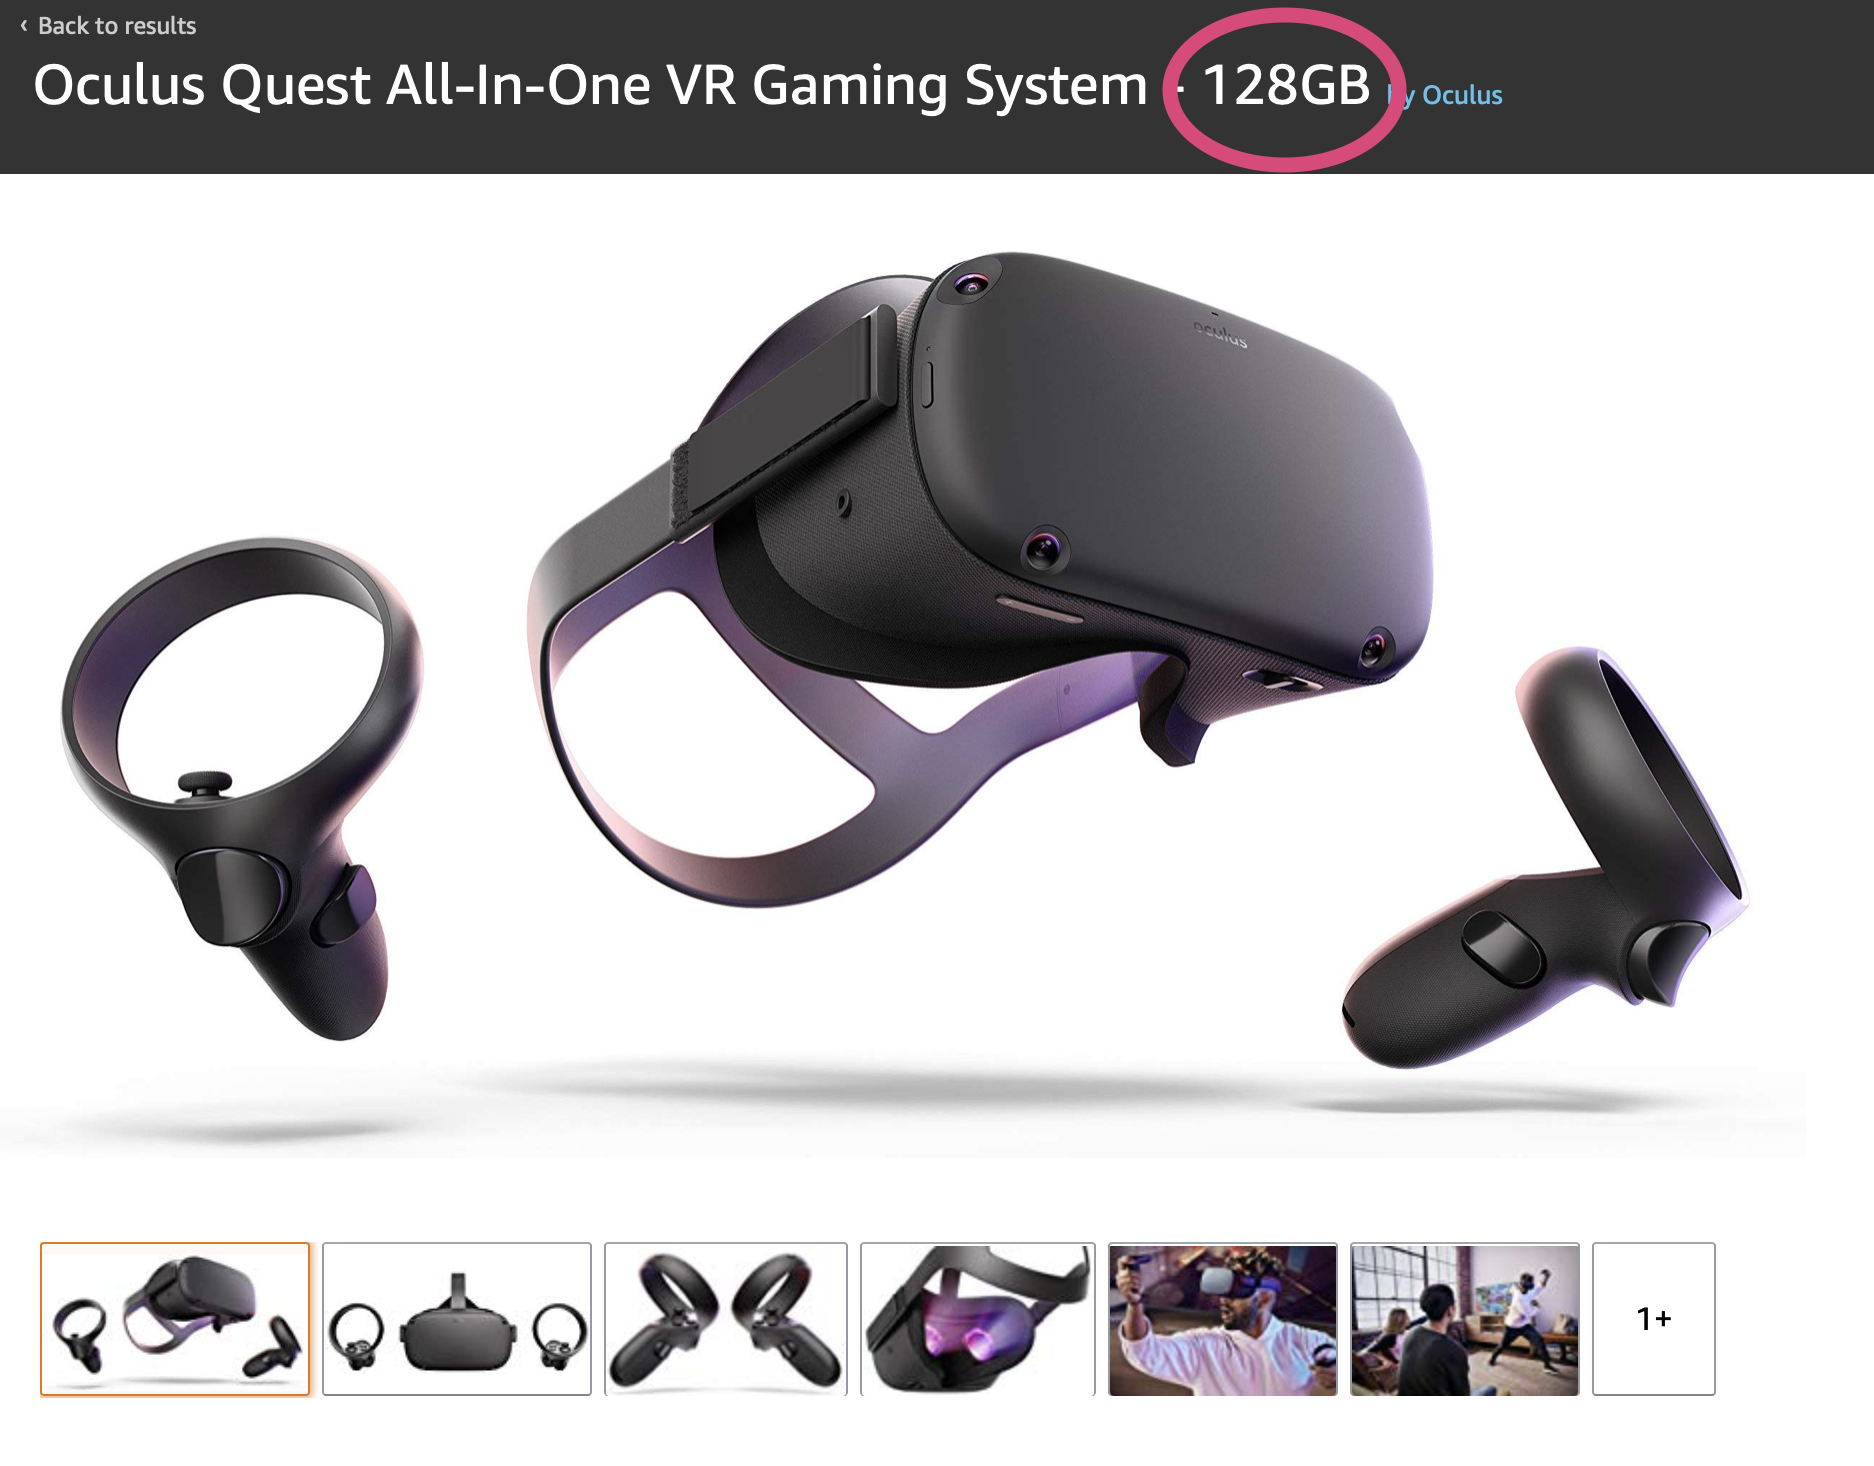 ‹ Back to results
Oculus Quest All-In-One VR Gaming System - 128GB by Oculus
oculus
1+